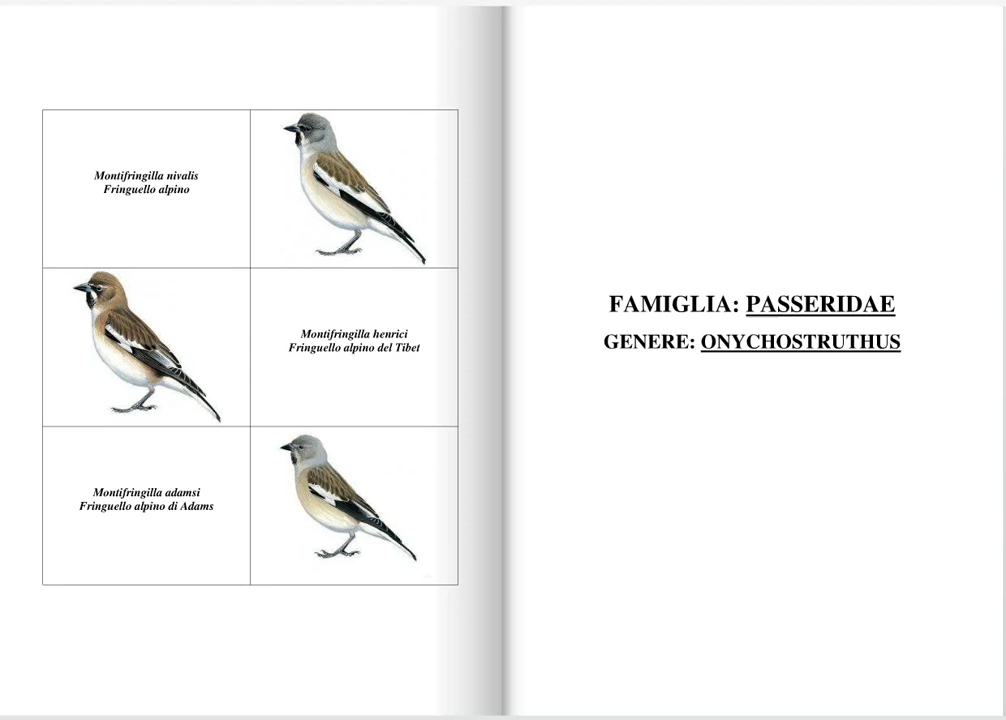 Montifringilla nivalis
Fringuello alpino
Montifringilla henrici
Fringuello alpino del Tibet
Montifringilla adamsi
Fringuello alpino di Adams
FAMIGLIA: PASSERIDAE
GENERE: ONYCHOSTRUTHUS